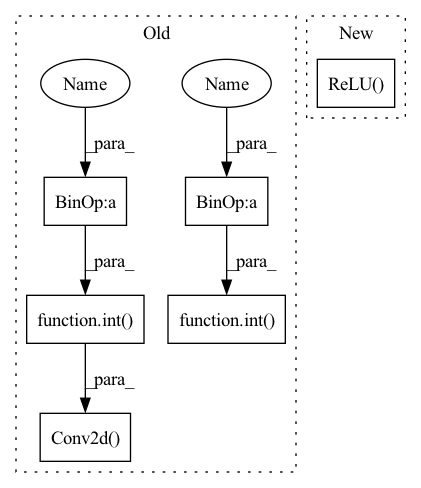 Old
New
Name
Name
ReLU()
_para_
_para_
BinOp:a
BinOp:a
_para_
_para_
function.int()
function.int()
_para_
Conv2d()